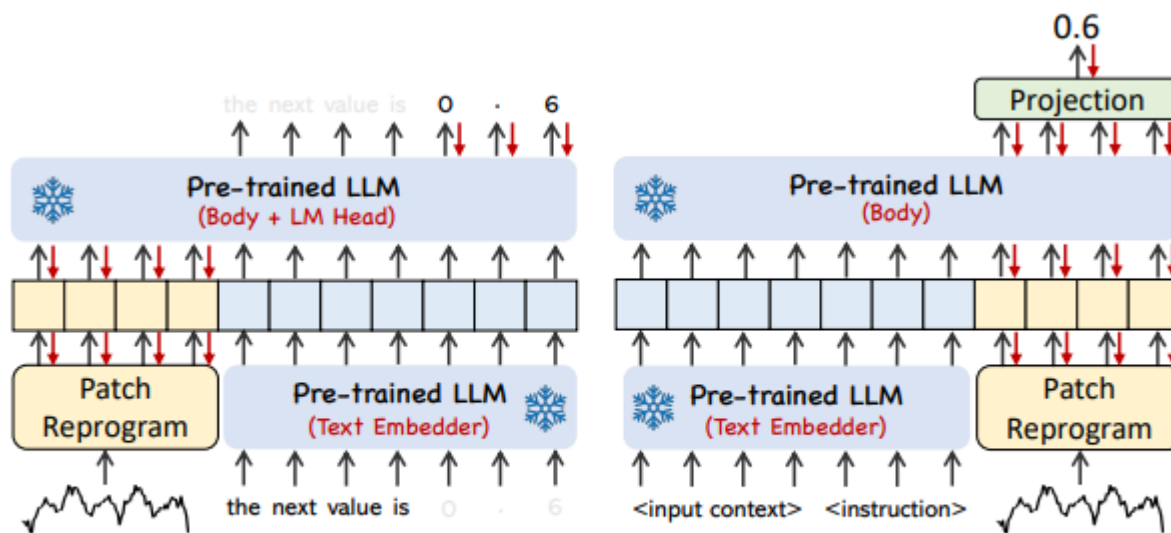 the next value is 0 . 6
Pre-trained LLM
(Body + LM Head)
Patch
Reprogram
Pre-trained LLM
(Text Embedder)
the next value is 0 . 6
0.6
Projection
Pre-trained LLM
(Body)
Pre-trained LLM
(Text Embedder)
Patch
Reprogram
<input context> <instruction>